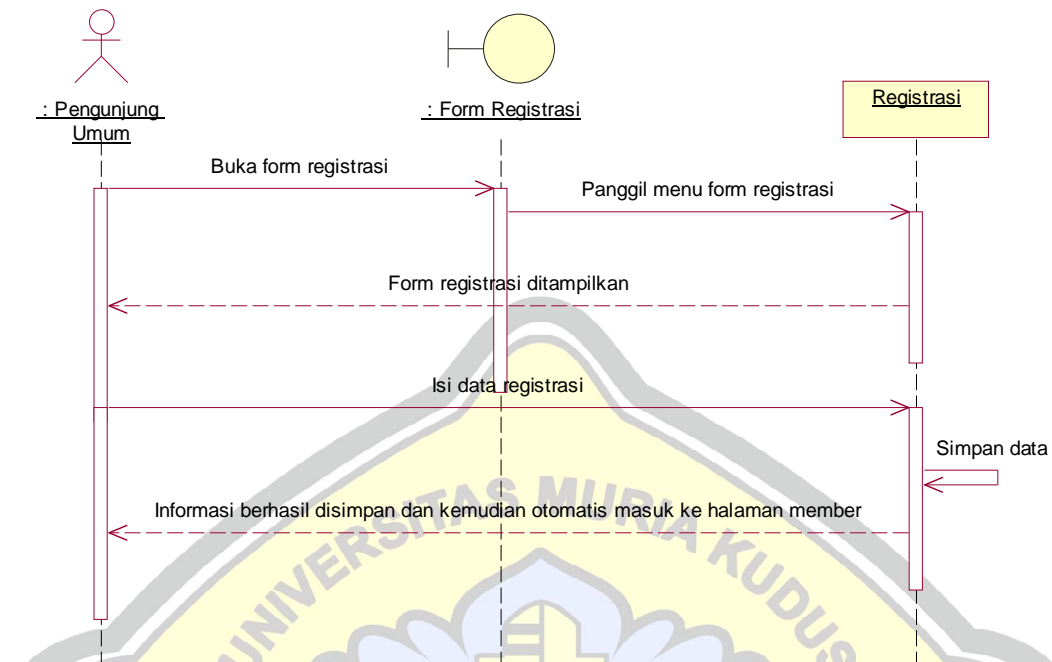 : Pengunjung
Umum
: Form Registrasi
Registrasi
Buka form registrasi
Panggil menu form registrasi
Form registrasi ditampilkan
Isi data registrasi
Simpan data
Informasi berhasil disimpan dan kemudian otomatis masuk ke halaman member
UNIVERSITAS MURIA KUDUS